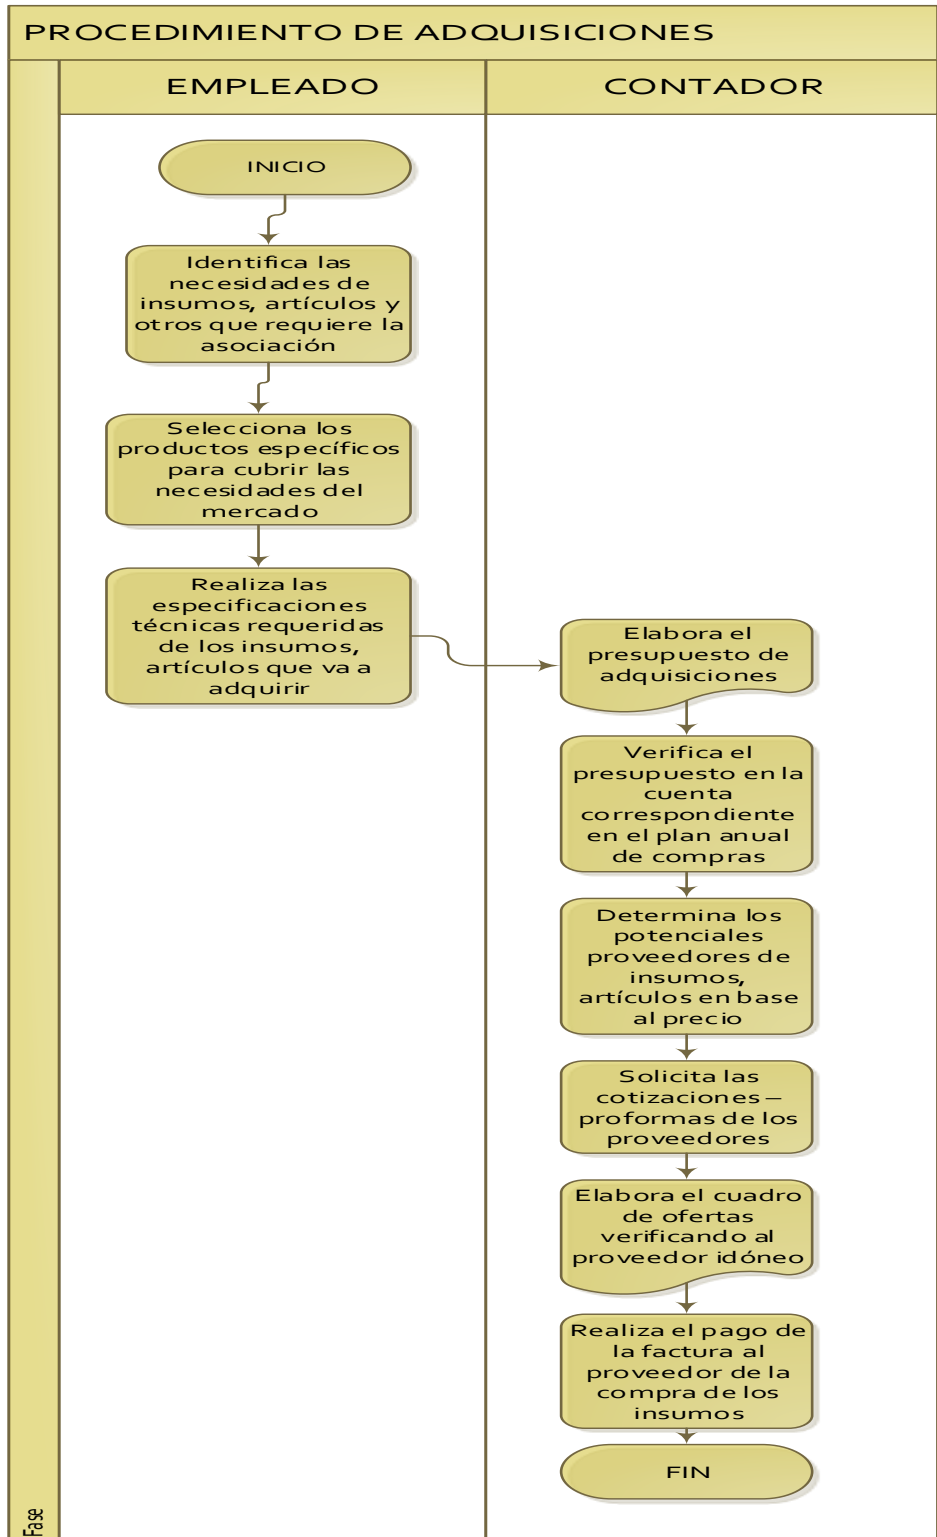 PROCEDIMIENTO DE ADQUISICIONES
EMPLEADO
CONTADOR
INICIO
Identifica las
necesidades de
insumos, artículos y
otros que requiere la
asociación
Selecciona los
productos específicos
para cubrir las
necesidades del
mercado
Realiza las
especificaciones
técnicas requeridas
de los insumos,
artículos que va a
adquirir
Elabora el
presupuesto de
adquisiciones
Verifica el
presupuesto en la
cuenta
correspondiente
en el plan anual
de compras
Determina los
potenciales
proveedores de
insumos,
artículos en base
al precio
Solicita las
cotizaciones –
proformas de los
proveedores
Elabora el cuadro
de ofertas
verificando al
proveedor idóneo
Realiza el pago de
la factura al
proveedor de la
compra de los
insumos
FIN
Fase